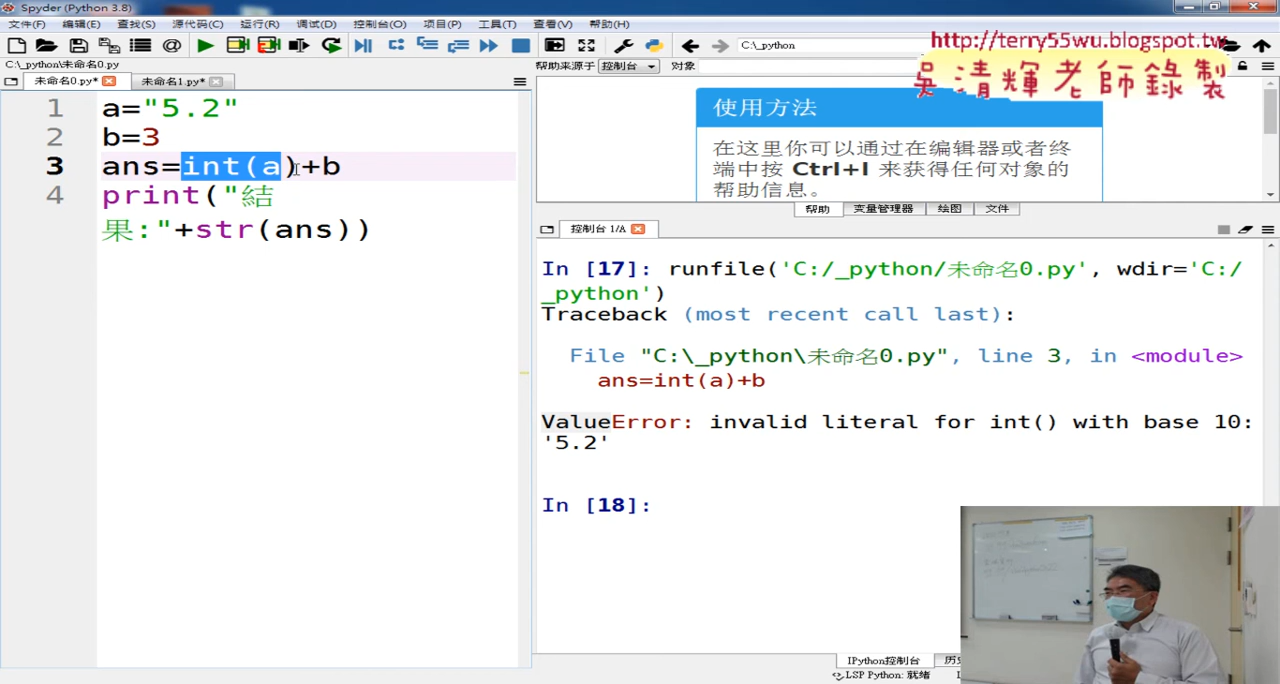 Spyder (Python 3.8)
文件(F) 编辑(E) 查找(S) 源代码(C) 运行(R) 调试(D) 控制台(O) 项目(P) 工具(T) 查看(V) 帮助(H)
C:\_python
http://terry55wu.blogspot.tw
吳清輝老師錄製
C:\_python\未命名0.py
未命名0.py* 未命名1.py*
帮助来源于 控制台 对象
1 a="5.2"
2 b=3
3 ans=int(a)+b
4 print("結
果:"+str(ans))
使用方法
在这里你可以通过在编辑器或者终
端中按 Ctrl+I 来获得任何对象的
帮助信息。
帮助 变量管理器 绘图 文件
控制台 1/A
In [17]: runfile('C:/_python/未命名0.py', wdir='C:/
_python')
Traceback (most recent call last):
File "C:\_python\未命名0.py", line 3, in <module>
ans=int(a)+b
ValueError: invalid literal for int() with base 10:
'5.2'
In [18]:
IPython控制台
LSP Python: 就绪